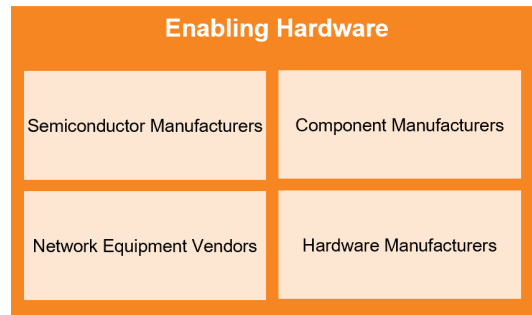 Enabling Hardware
Semiconductor Manufacturers
Component Manufacturers
Network Equipment Vendors
Hardware Manufacturers